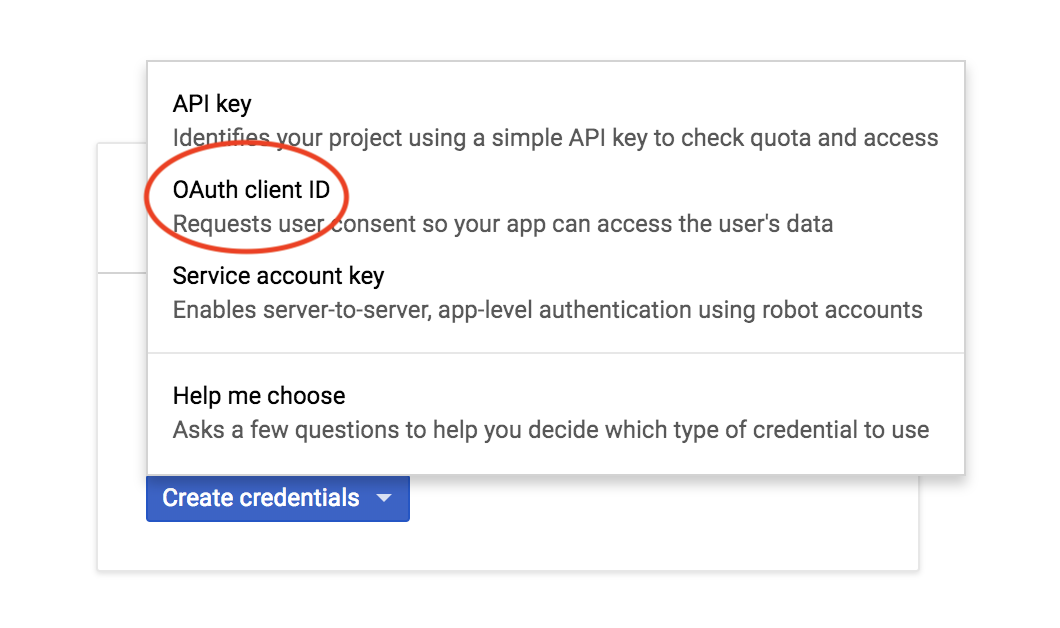 API key
Identifies your project using a simple API key to check quota and access
OAuth client ID
Requests user consent so your app can access the user's data
Service account key
Enables server-to-server, app-level authentication using robot accounts
Help me choose
Asks a few questions to help you decide which type of credential to use
Create credentials